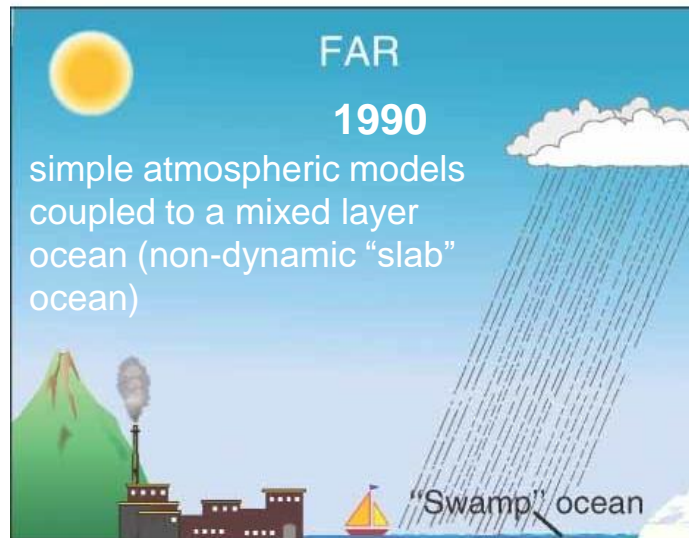 FAR
1990
simple atmospheric models
coupled to a mixed layer
ocean (non-dynamic “slab”
ocean)
"Swamp" ocean